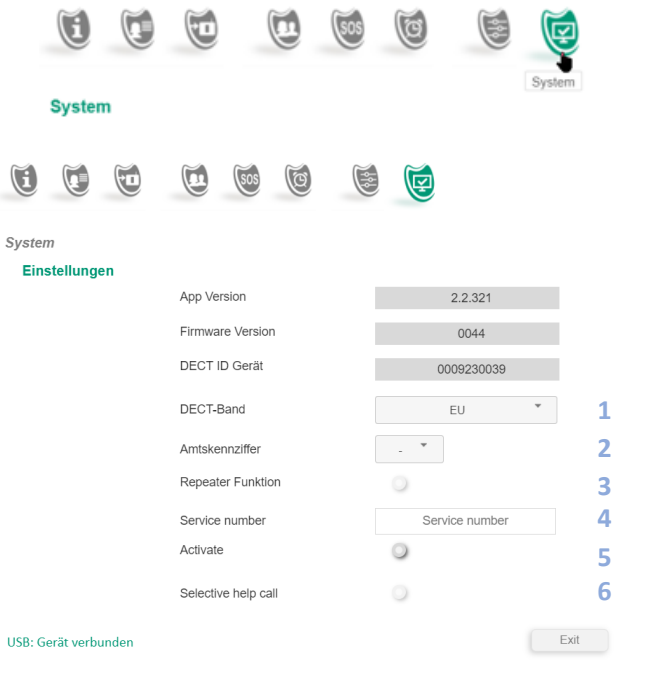 SOS
System
System
SOS
System
Einstellungen
App Version 2.2.321
Firmware Version 0044
DECT ID Gerät 0009230039
DECT-Band EU 1
Amtskennziffer - 2
Repeater Funktion 3
Service number Service number 4
Activate 5
Selective help call 6
USB: Gerät verbunden Exit